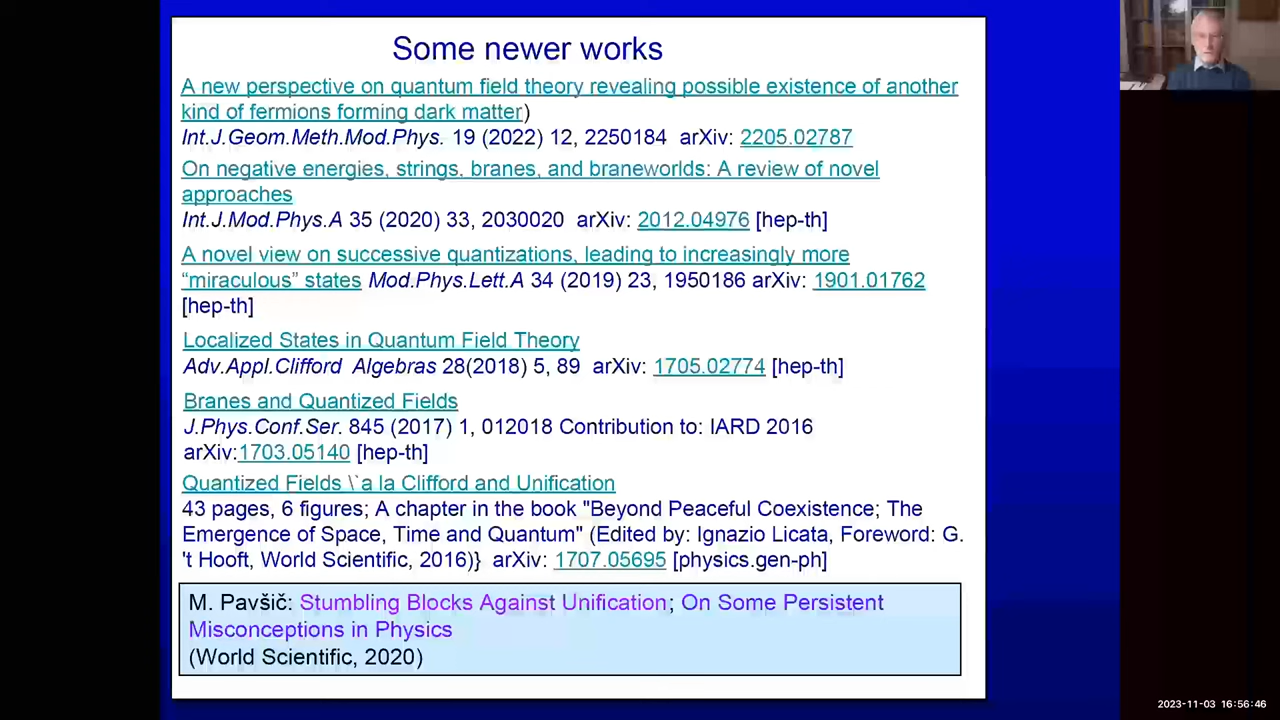 Some newer works
A new perspective on quantum field theory revealing possible existence of another
kind of fermions forming dark matter)
Int.J.Geom.Meth.Mod.Phys. 19 (2022) 12, 2250184 arXiv: 2205.02787
On negative energies, strings, branes, and braneworlds: A review of novel
approaches
Int.J.Mod.Phys.A 35 (2020) 33, 2030020 arXiv: 2012.04976 [hep-th]
A novel view on successive quantizations, leading to increasingly more
“miraculous” states Mod.Phys.Lett.A 34 (2019) 23, 1950186 arXiv: 1901.01762
[hep-th]
Localized States in Quantum Field Theory
Adv.Appl.Clifford Algebras 28(2018) 5, 89 arXiv: 1705.02774 [hep-th]
Branes and Quantized Fields
J.Phys.Conf.Ser. 845 (2017) 1, 012018 Contribution to: IARD 2016
arXiv:1703.05140 [hep-th]
Quantized Fields \`a la Clifford and Unification
43 pages, 6 figures; A chapter in the book "Beyond Peaceful Coexistence; The
Emergence of Space, Time and Quantum" (Edited by: Ignazio Licata, Foreword: G.
't Hooft, World Scientific, 2016)} arXiv: 1707.05695 [physics.gen-ph]
M. Pavšič: Stumbling Blocks Against Unification; On Some Persistent
Misconceptions in Physics
(World Scientific, 2020)
2023-11-03 16:56:46